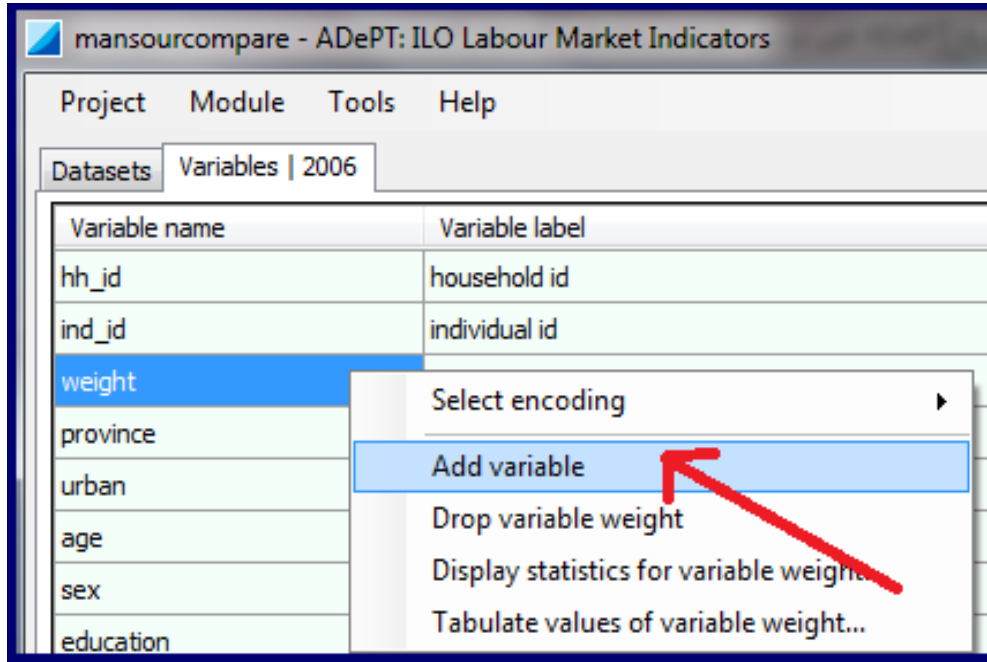 mansourcompare - ADePT: ILO Labour Market Indicators
Project Module Tools Help
Datasets Variables | 2006
Variable name Variable label
hh_id household id
ind_id individual id
weight
Select encoding
province
Add variable
urban
Drop variable weight
age
Display statistics for variable weight...
sex
Tabulate values of variable weight...
education